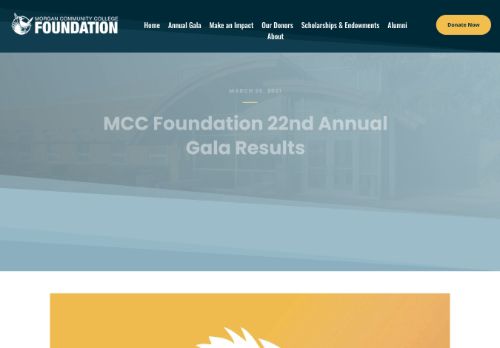 MORGAN COMMUNITY COLLEGE
FOUNDATION
Home Annual Gala Make an Impact Our Donors Scholarships & Endowments Alumni
About
Donate Now
MARCH 25, 2021
MCC Foundation 22nd Annual
Gala Results